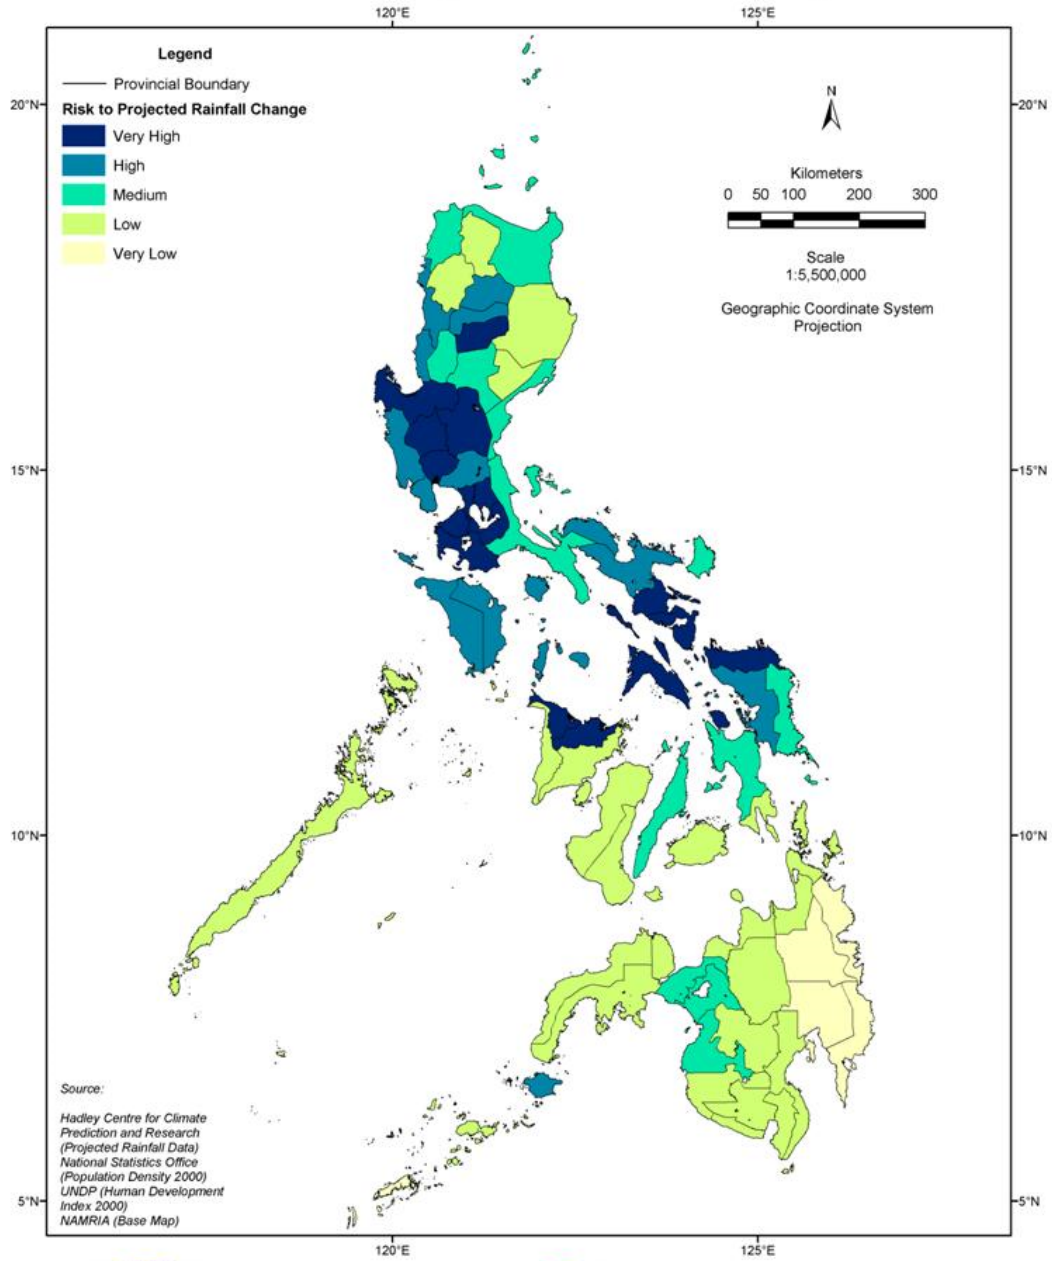 120°E 125°E
Legend
Provincial Boundary
Risk to Projected Rainfall Change
Very High
High
Medium
Low
Very Low
20°N 20°N
N
Kilometers
0 50 100 200 300
Scale
1:5,500,000
Geographic Coordinate System
Projection
15°N 15°N
10°N 10°N
Source:
Hadley Centre for Climate
Prediction and Research
(Projected Rainfall Data)
National Statistics Office
(Population Density 2000)
UNDP (Human Development
Index 2000)
NAMRIA (Base Map)
5°N 5°N
120°E 125°E